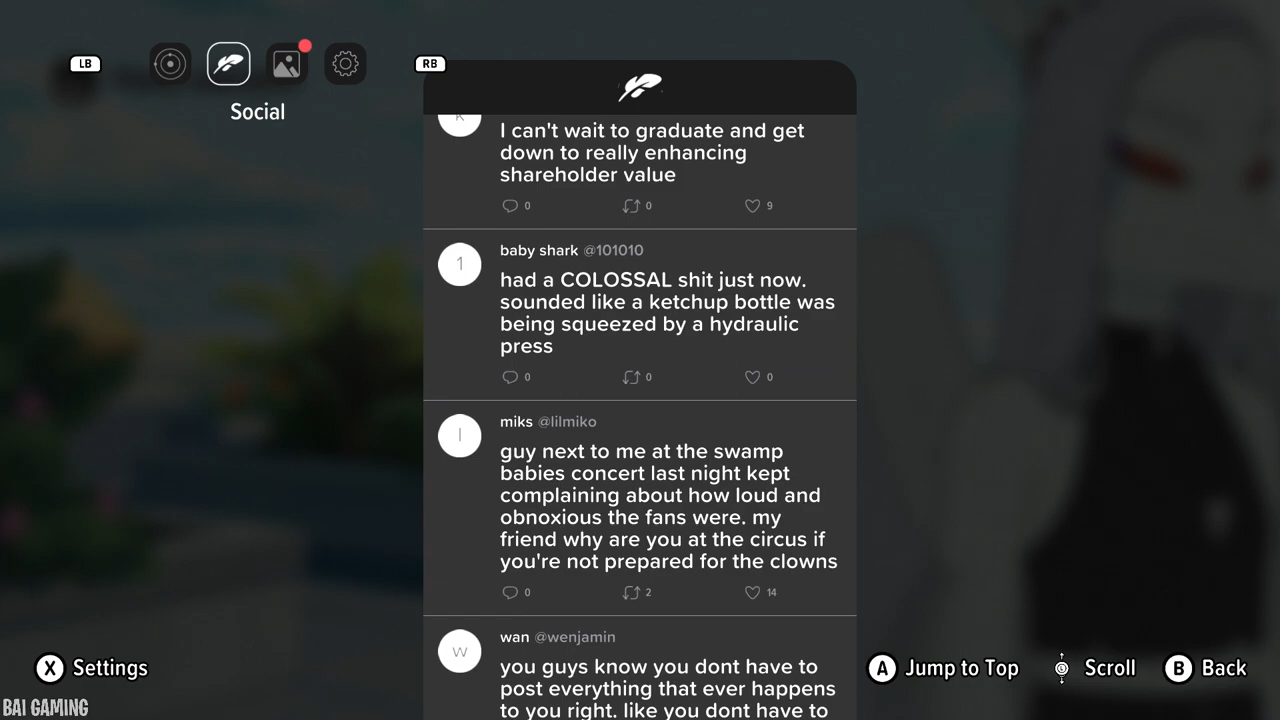 LB
RB
Social
K
I can't wait to graduate and get
down to really enhancing
shareholder value
0 0 9
1
baby shark @101010
had a COLOSSAL shit just now.
sounded like a ketchup bottle was
being squeezed by a hydraulic
press
0 0 0
l
miks @lilmiko
guy next to me at the swamp
babies concert last night kept
complaining about how loud and
obnoxious the fans were. my
friend why are you at the circus if
you're not prepared for the clowns
0 2 14
w
wan @wenjamin
you guys know you dont have to
post everything that ever happens
to you right. like you dont have to
X Settings
A Jump to Top
Scroll
B Back
BAI GAMING